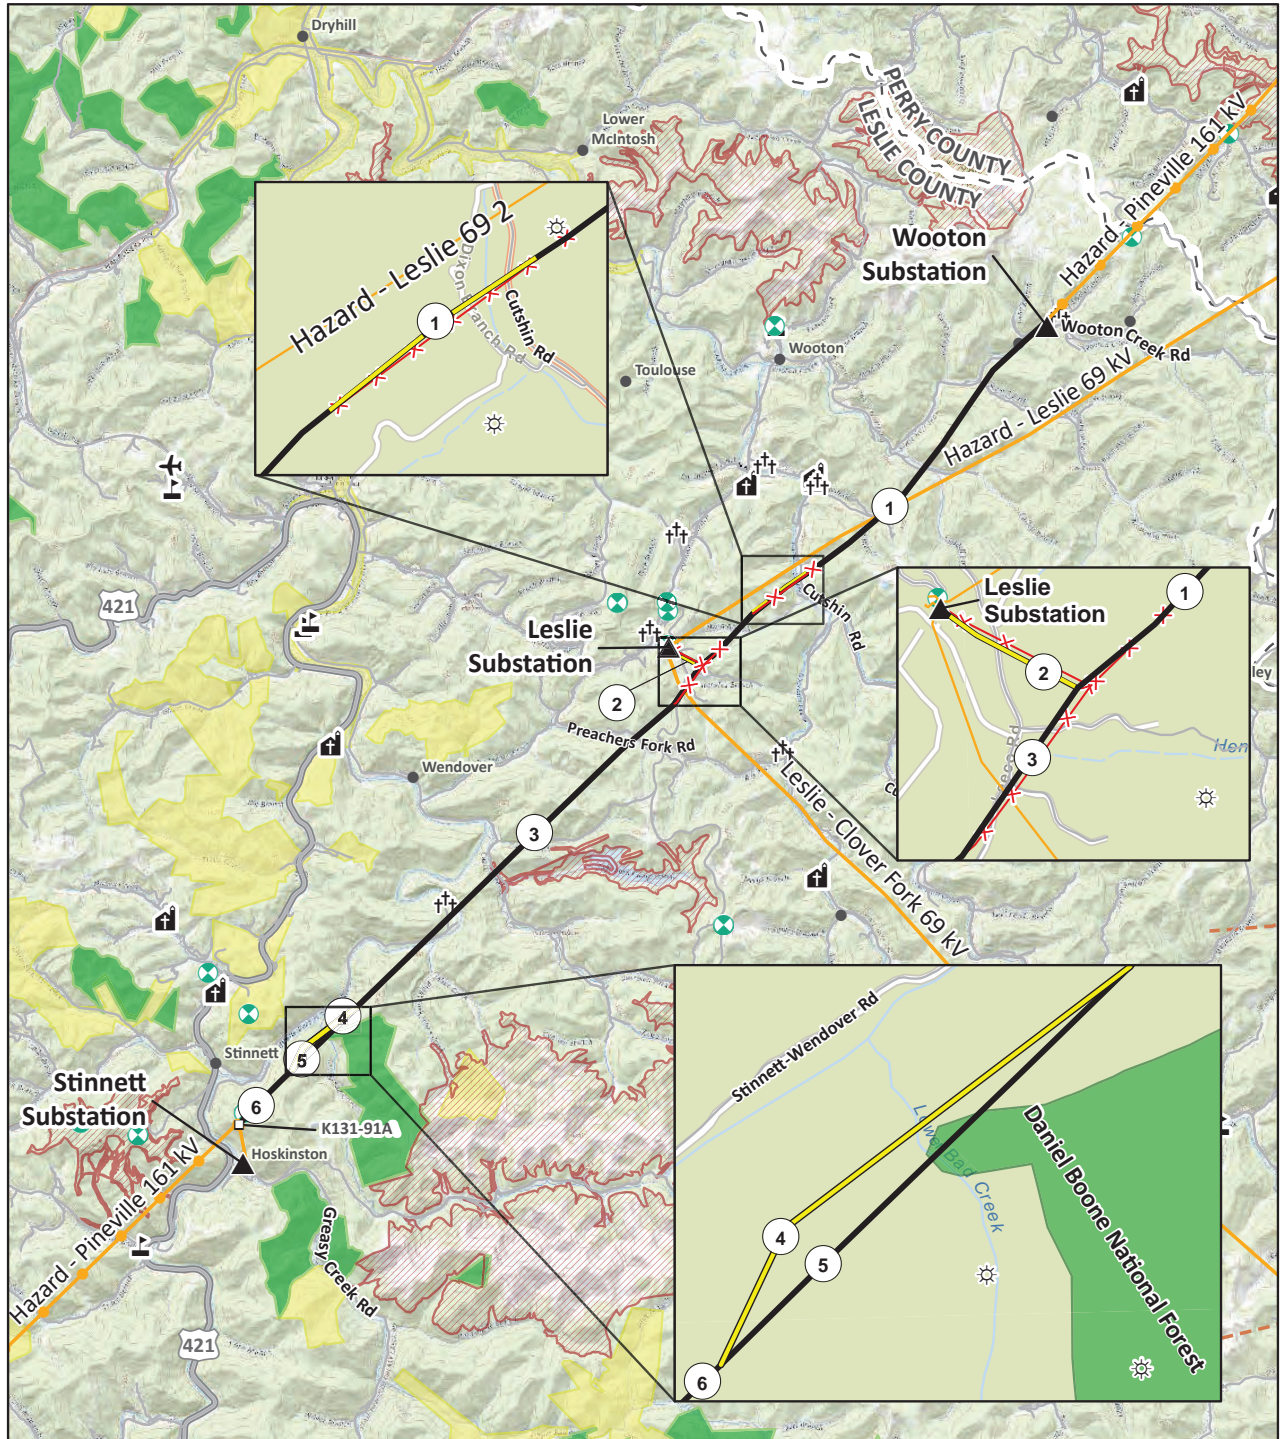 Dryhill
Lower
McIntosh
PERRY COUNTY
LESLIE COUNTY
Hazard - Pineville 161 kV
Wooton
Substation
Hazard - Leslie 69 2
Dixon Branch Rd
Cutshin Rd
1
Wooton Creek Rd
Wooton
Toulouse
Hazard - Leslie 69 kV
1
421
Cutshin Rd
Leslie
Substation
1
2
3
Leslie
Substation
2
Preachers Fork Rd
Wendover
3
Leslie - Clover Fork 69 kV
4
5
Stinnett
6
Stinnett
Substation
K131-91A
Hoskinston
Hazard - Pineville 161 kV
Greasy Creek Rd
421
Stinnett-Wendover Rd
Lower Bad Creek
Daniel Boone National Forest
4
5
6